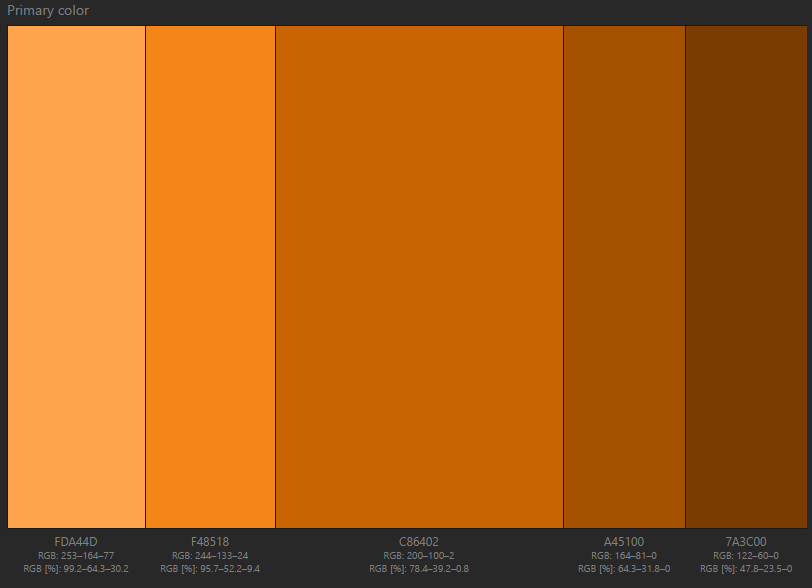 Primary color
FDA44D
RGB: 253–164–77
RGB [%]: 99.2–64.3–30.2
F48518
RGB: 244–133–24
RGB [%]: 95.7–52.2–9.4
C86402
RGB: 200–100–2
RGB [%]: 78.4–39.2–0.8
A45100
RGB: 164–81–0
RGB [%]: 64.3–31.8–0
7A3C00
RGB: 122–60–0
RGB [%]: 47.8–23.5–0